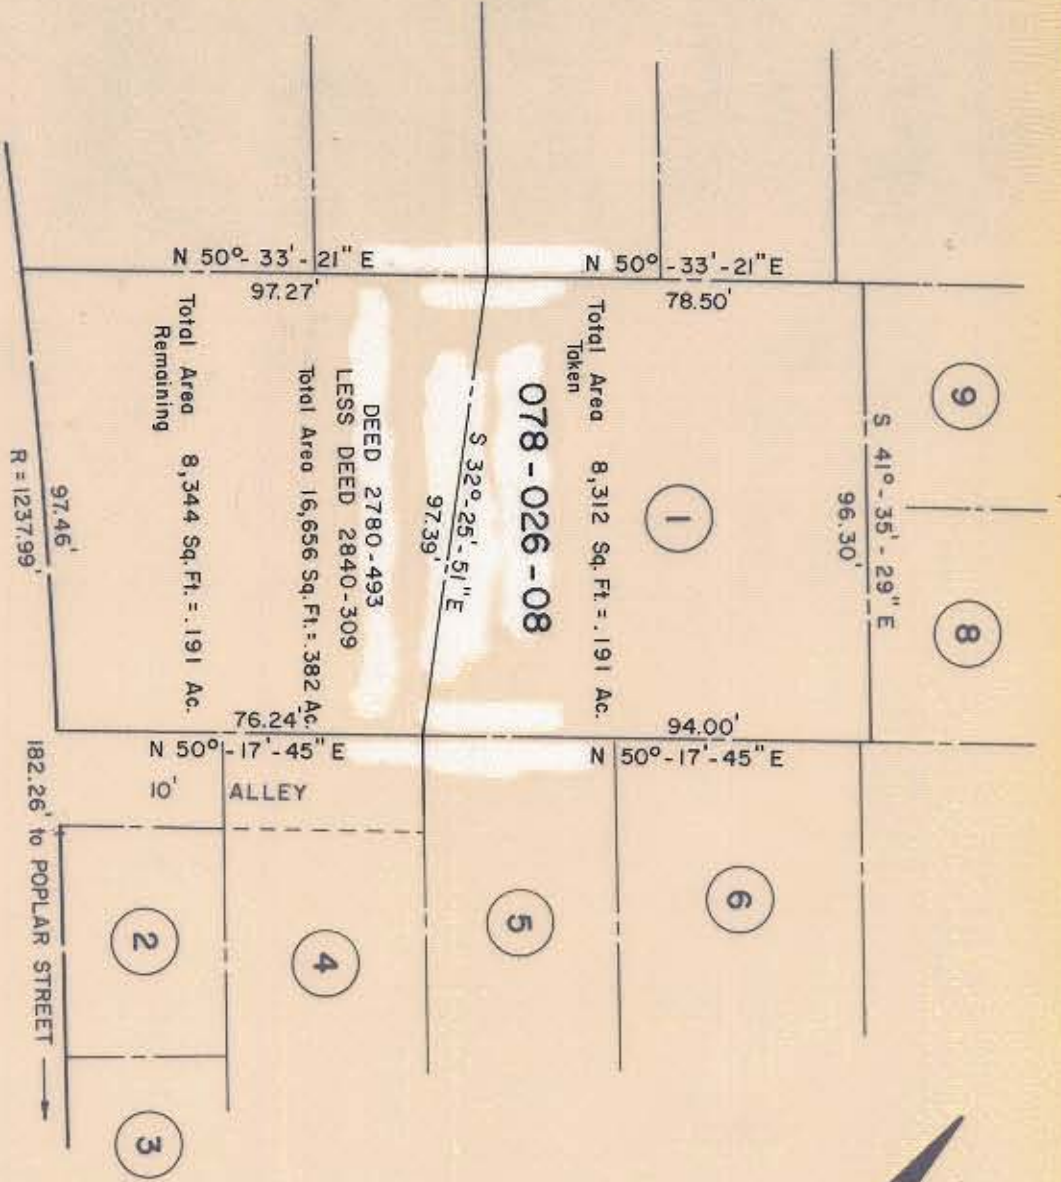 9
8
S 41°-35'-29" E
96.30'
N 50°-33'-21" E
78.50'
1
94.00'
N 50°-17'-45" E
Total Area 8,312 Sq. Ft. = .191 Ac.
Taken
078-026-08
S 32°-25'-51" E
97.39'
DEED 2780-493
LESS DEED 2840-309
Total Area 16,656 Sq. Ft. = .382 Ac.
N 50°-33'-21" E
97.27'
76.24'
N 50°-17'-45" E
Total Area 8,344 Sq. Ft. = .191 Ac.
Remaining
97.46'
R = 1237.99'
10' ALLEY
182.26' to POPLAR STREET
6
5
4
2
3